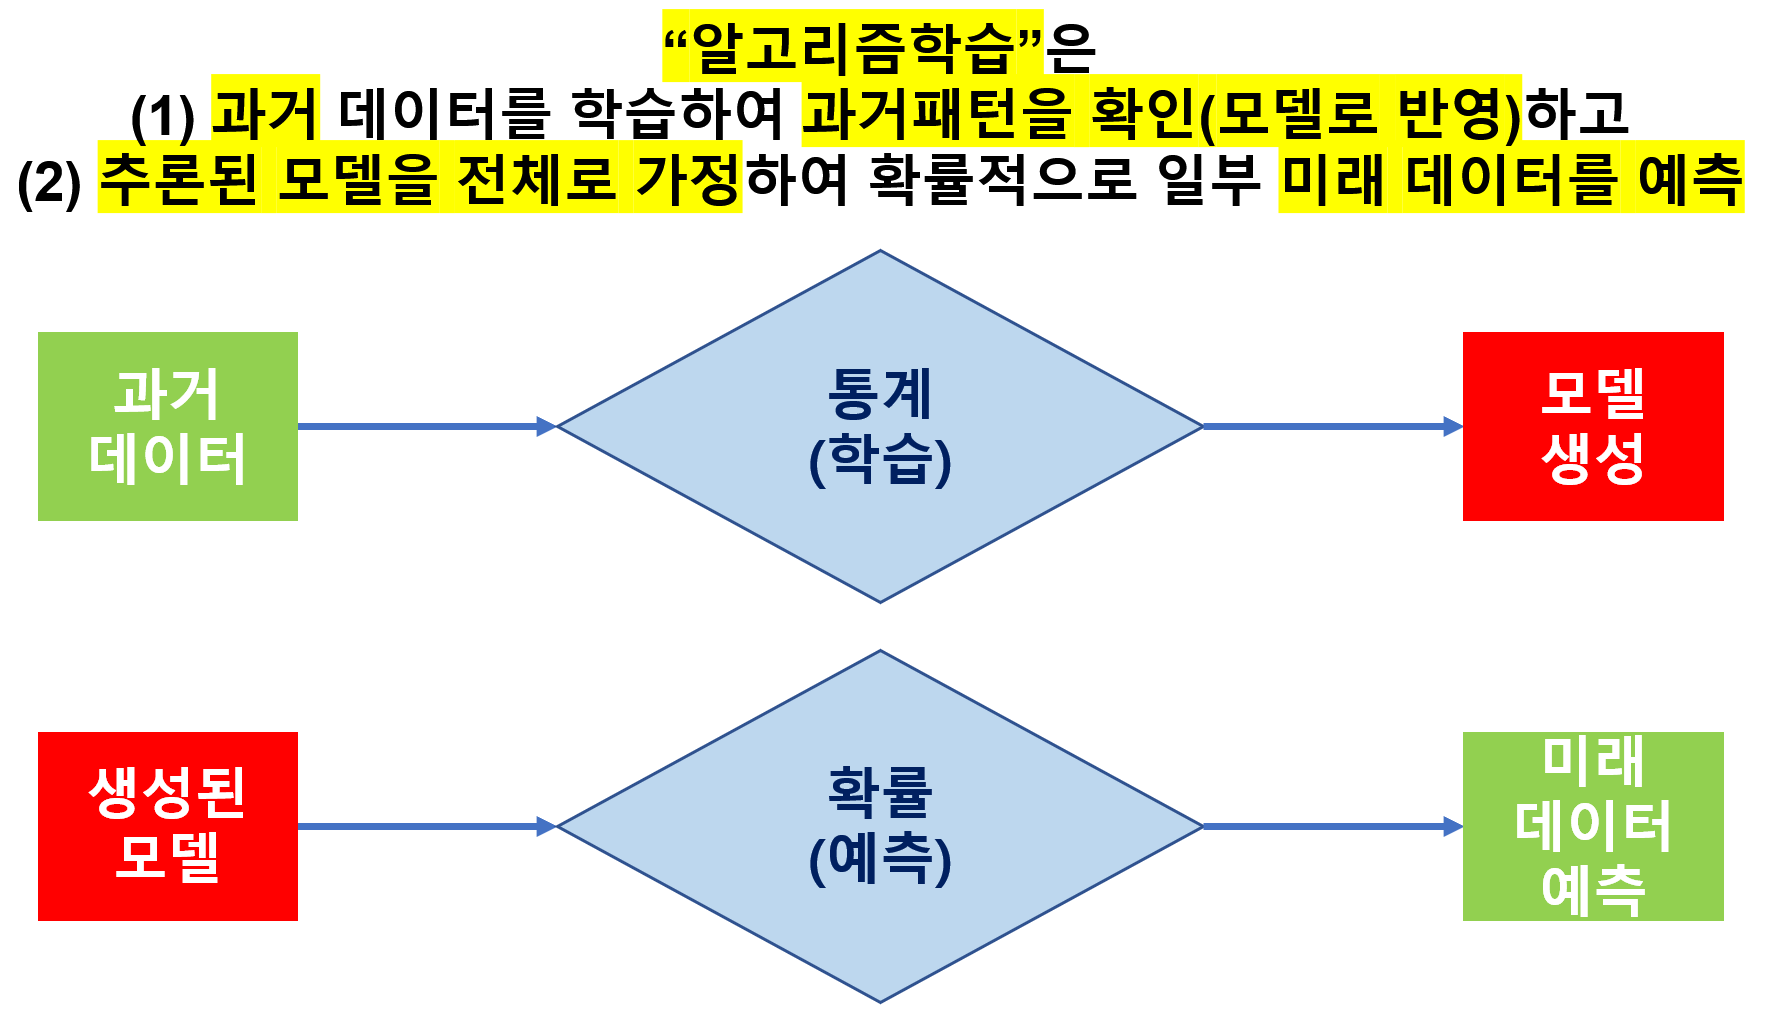 “알고리즘학습”은
(1) 과거 데이터를 학습하여 과거패턴을 확인(모델로 반영)하고
(2) 추론된 모델을 전체로 가정하여 확률적으로 일부 미래 데이터를 예측
과거
데이터
통계
(학습)
모델
생성
생성된
모델
확률
(예측)
미래
데이터
예측